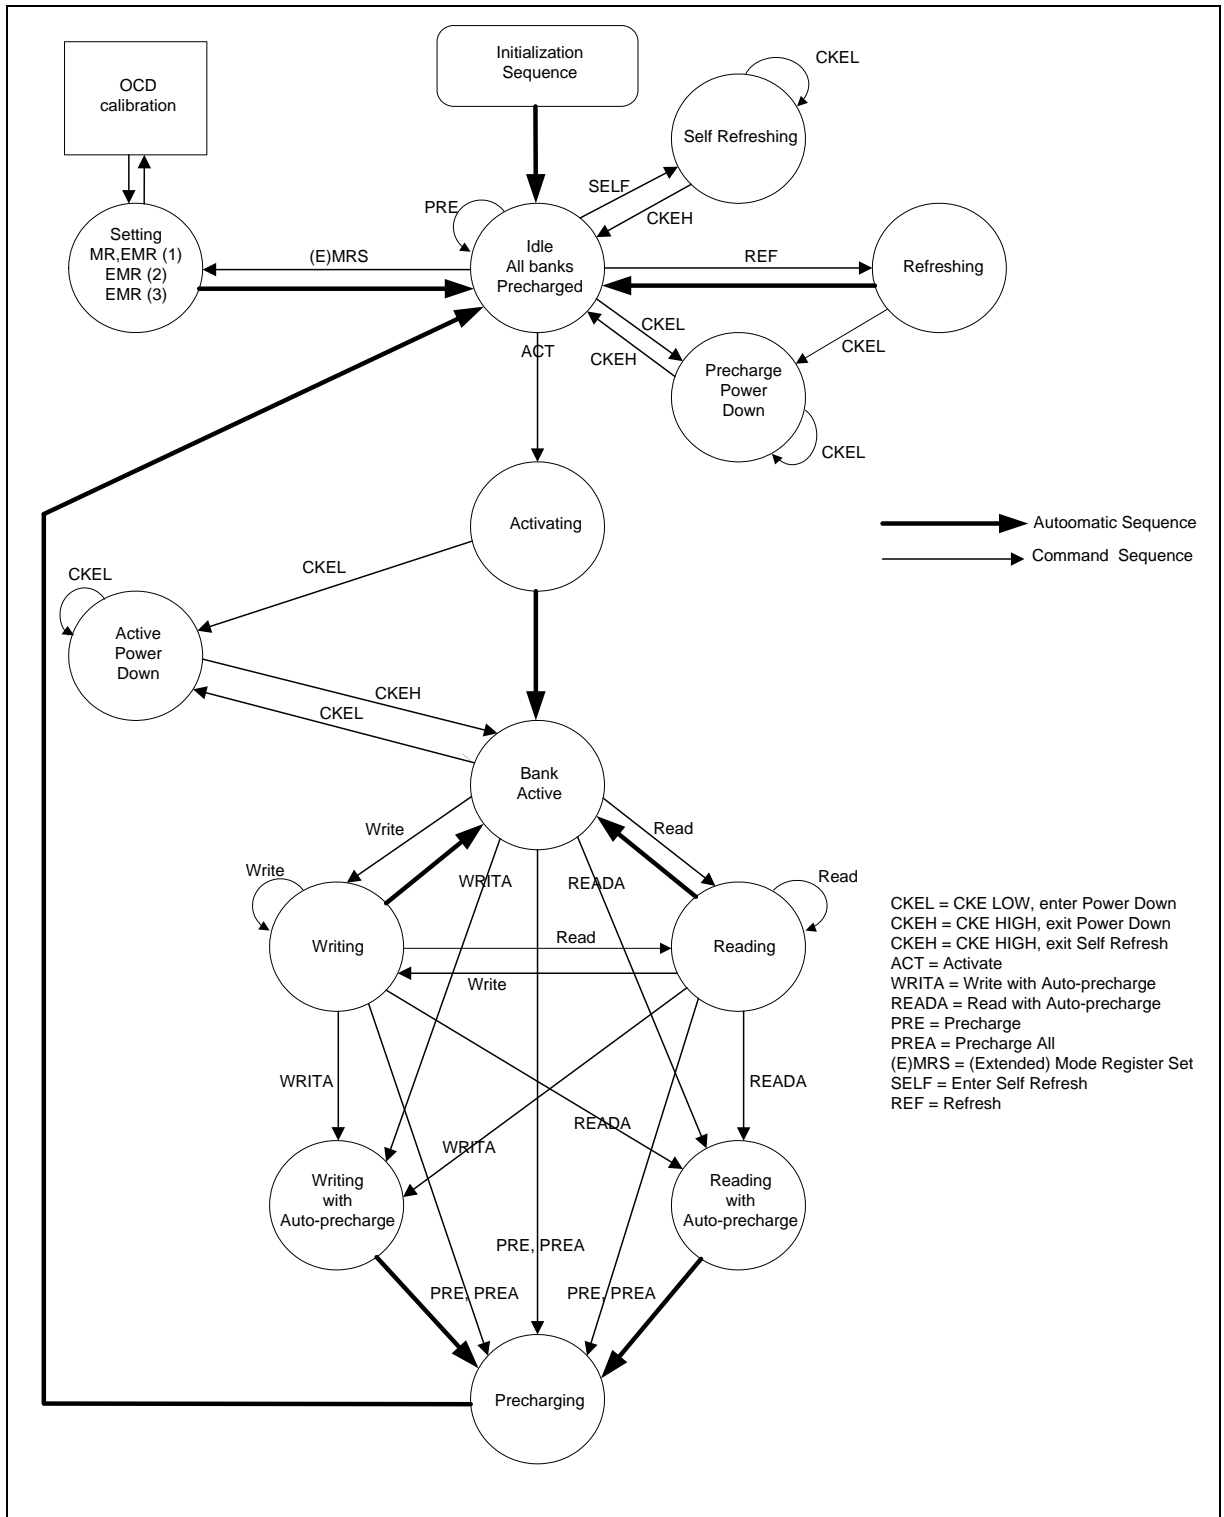 Initialization
Sequence
OCD
calibration
CKEL
Self Refreshing
SELF
CKEH
PRE
Setting
MR,EMR (1)
EMR (2)
EMR (3)
(E)MRS
Idle
All banks
Precharged
REF
Refreshing
CKEL
CKEH
CKEL
ACT
Precharge
Power
Down
CKEL
Activating
Autoomatic Sequence
Command Sequence
CKEL
CKEL
Active
Power
Down
CKEH
CKEL
Bank
Active
Write
Read
Write
WRITA
READA
Read
Writing
Read
Reading
Write
CKEL = CKE LOW, enter Power Down
CKEH = CKE HIGH, exit Power Down
CKEH = CKE HIGH, exit Self Refresh
ACT = Activate
WRITA = Write with Auto-precharge
READA = Read with Auto-precharge
PRE = Precharge
PREA = Precharge All
(E)MRS = (Extended) Mode Register Set
SELF = Enter Self Refresh
REF = Refresh
WRITA
READA
READA
WRITA
Writing
with
Auto-precharge
Reading
with
Auto-precharge
PRE, PREA
PRE, PREA
PRE, PREA
Precharging